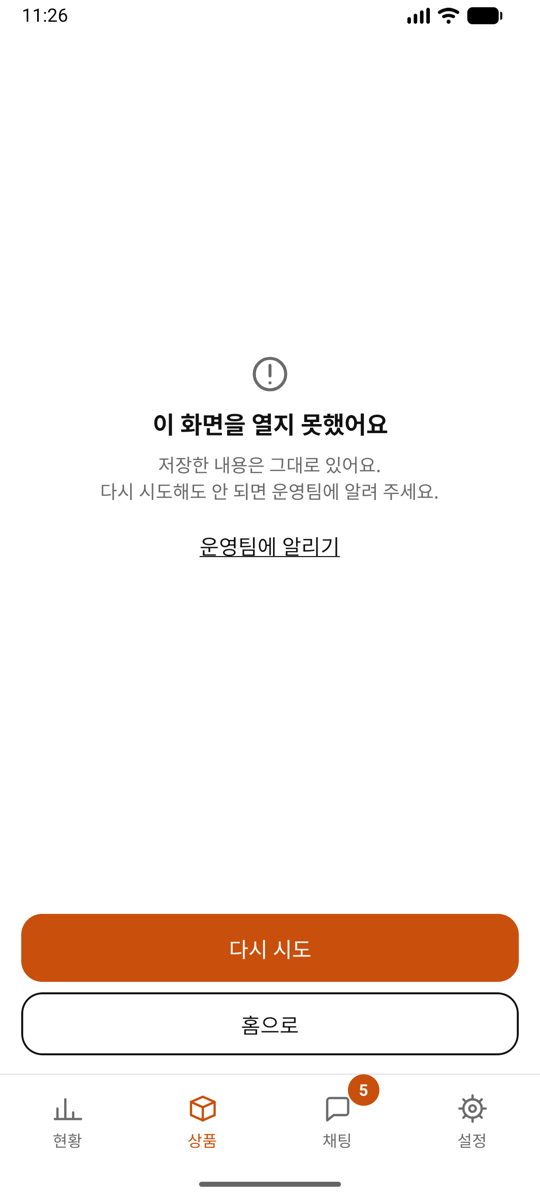 11:26
이 화면을 열지 못했어요
저장한 내용은 그대로 있어요.
다시 시도해도 안 되면 운영팀에 알려 주세요.
운영팀에 알리기
다시 시도
홈으로
5
현황
상품
채팅
설정